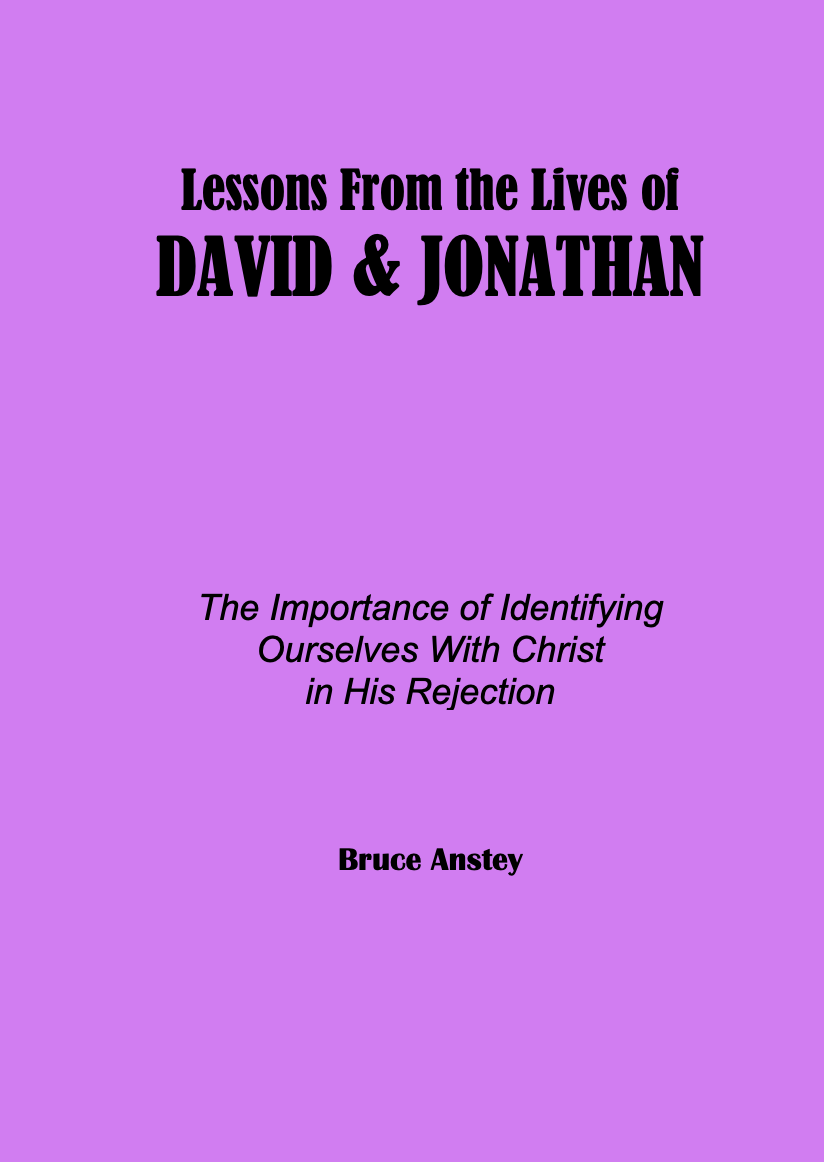 Lessons From the Lives of
DAVID & JONATHAN
The Importance of Identifying
Ourselves With Christ
in His Rejection
Bruce Anstey